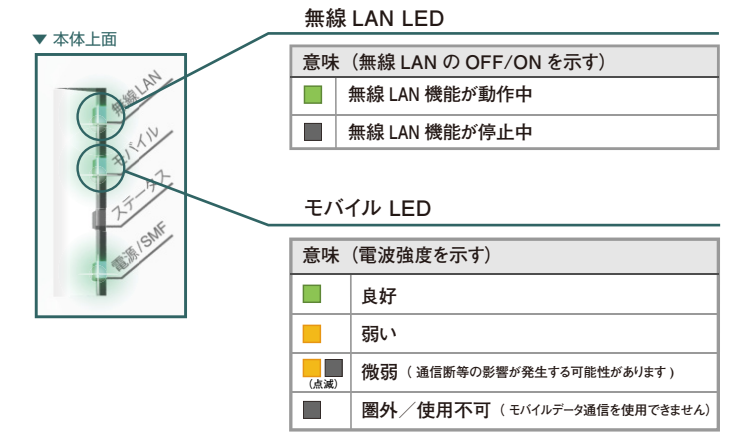 ▼ 本体上面
無線LAN
モバイル
ステータス
電源/SMF
無線 LAN LED
意味（無線 LAN の OFF/ON を示す）
無線 LAN 機能が動作中
無線 LAN 機能が停止中
モバイル LED
意味（電波強度を示す）
良好
弱い
(点滅)
微弱（通信断等の影響が発生する可能性があります）
圏外／使用不可（モバイルデータ通信を使用できません）